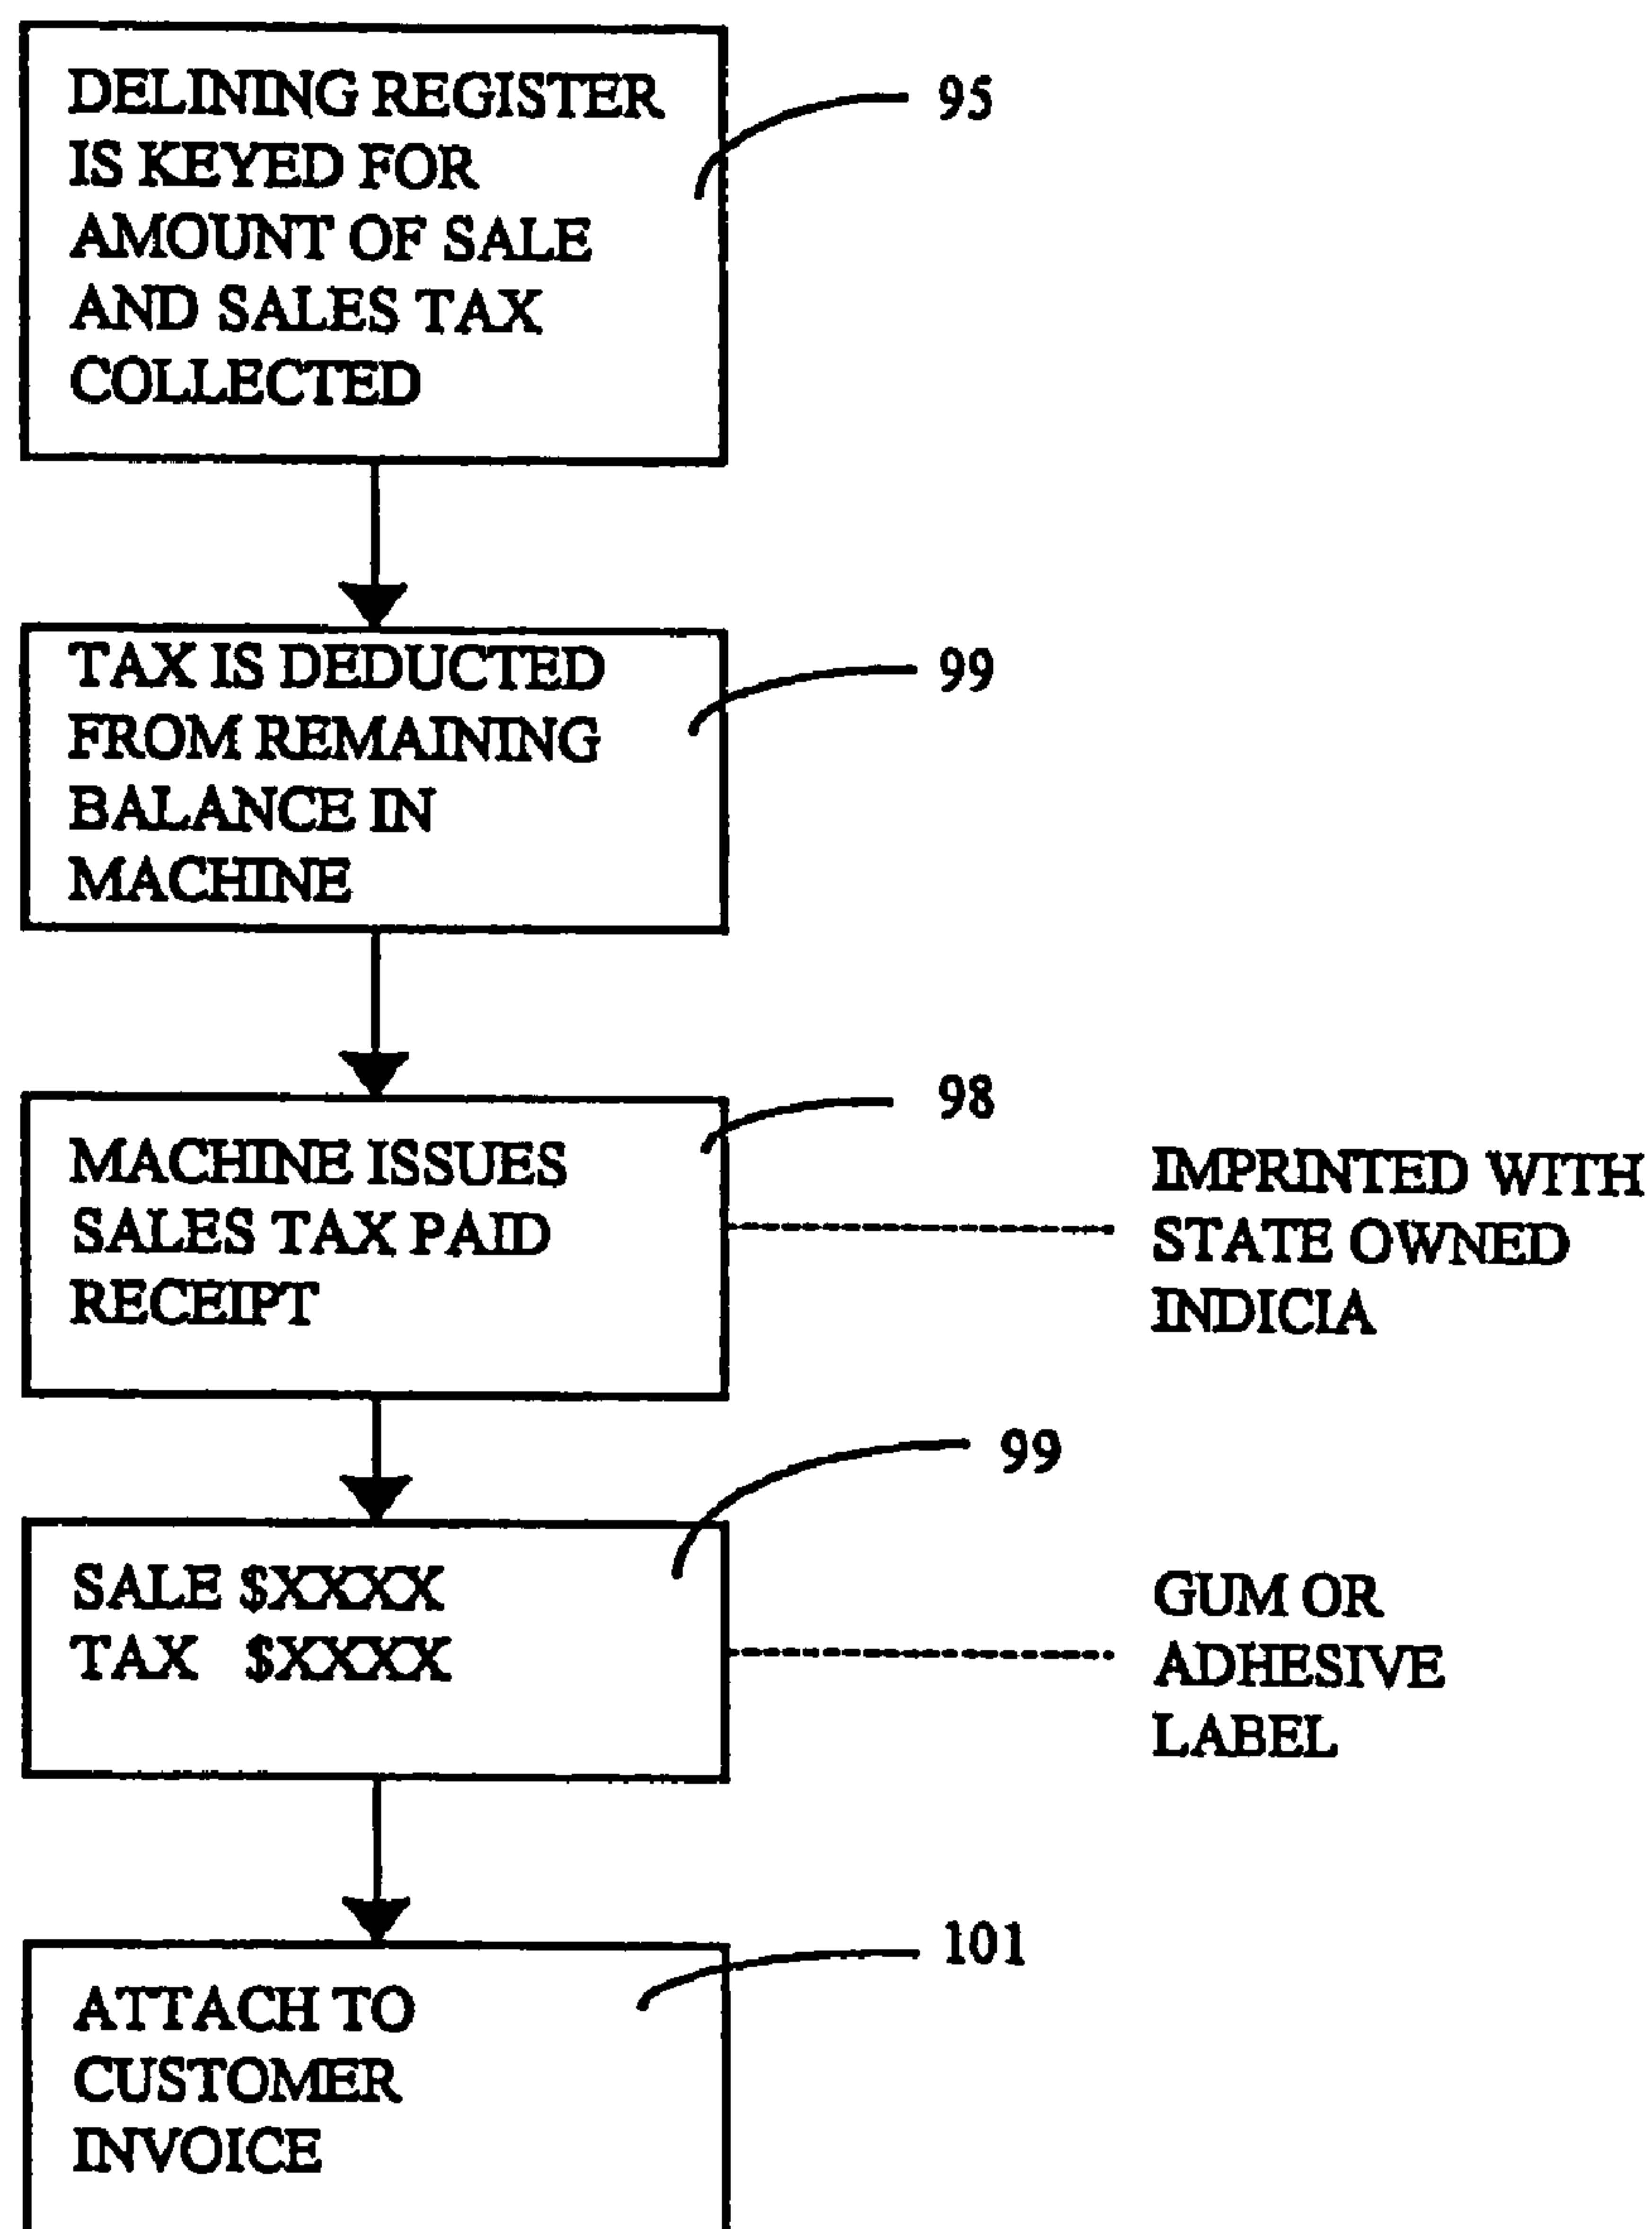 DELINING REGISTER
IS KEYED FOR
AMOUNT OF SALE
AND SALES TAX
COLLECTED
95
TAX IS DEDUCTED
FROM REMAINING
BALANCE IN
MACHINE
99
MACHINE ISSUES
SALES TAX PAID
RECEIPT
98
IMPRINTED WITH
STATE OWNED
INDICIA
SALE $XXXX
TAX $XXXX
99
GUM OR
ADHESIVE
LABEL
ATTACH TO
CUSTOMER
INVOICE
101